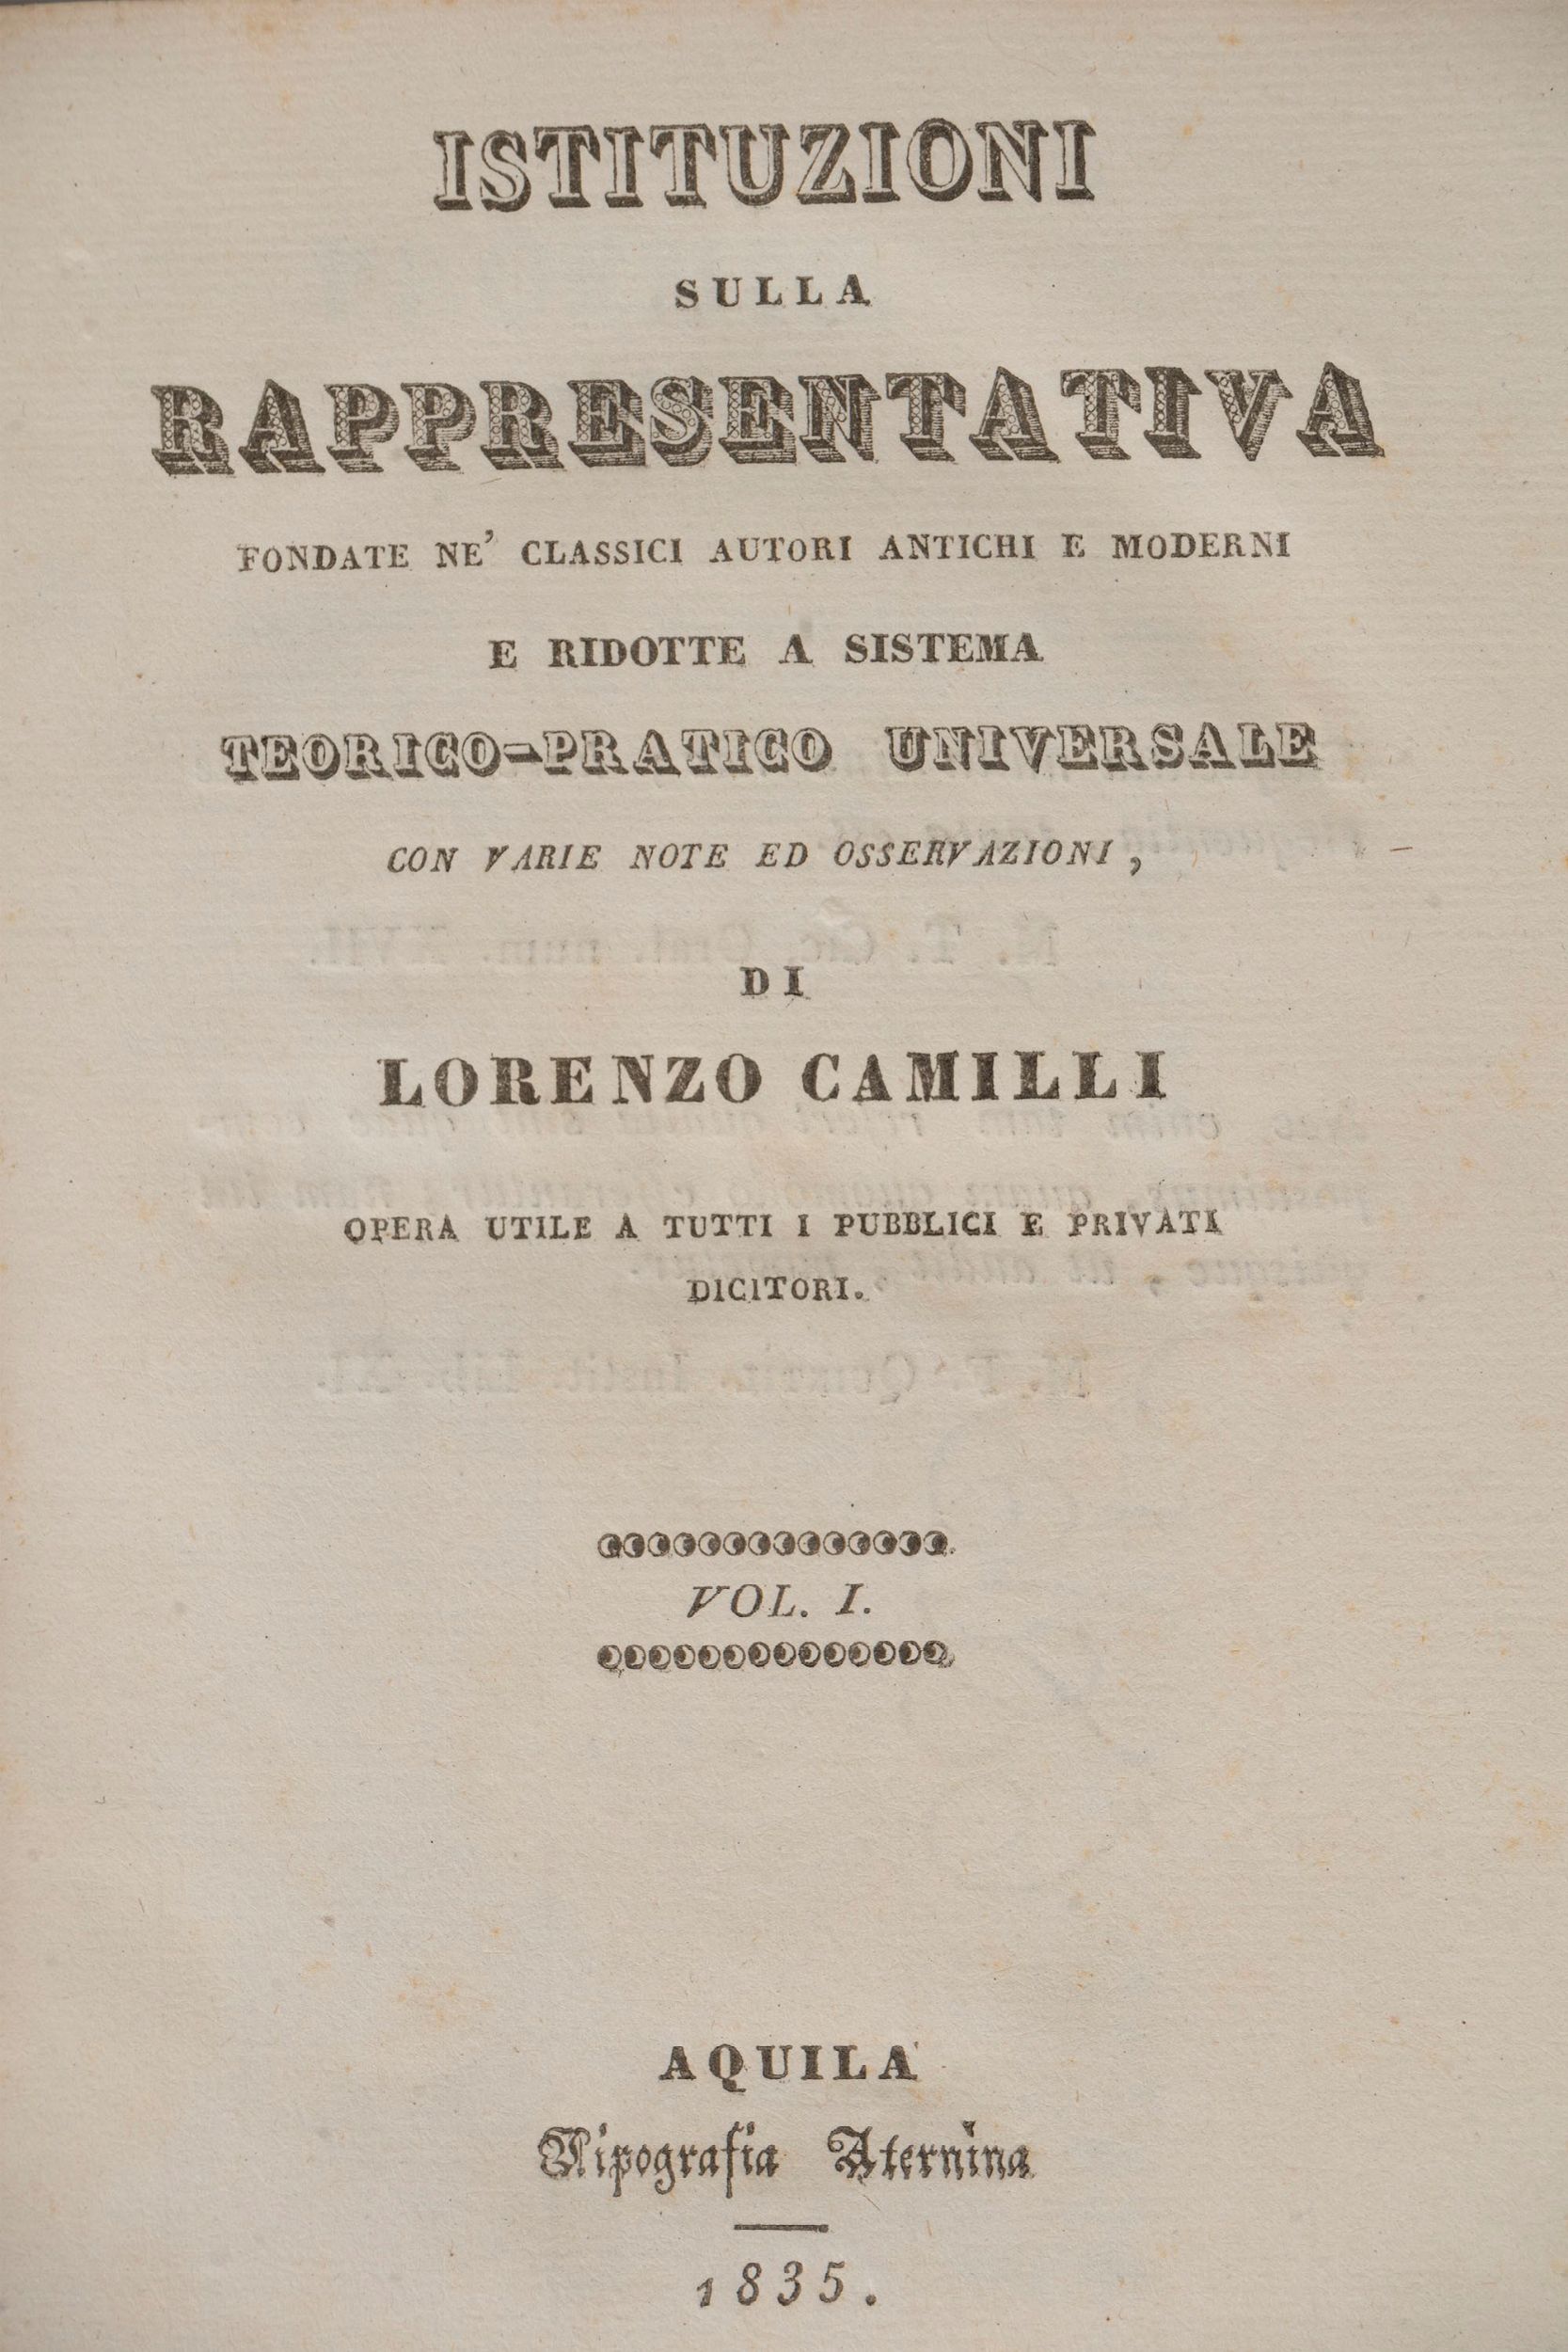 ISTITUZIONI
SULLA
RAPPRESENTATIVA
FONDATE NE' CLASSICI AUTORI ANTICHI E MODERNI
E RIDOTTE A SISTEMA
TEORICO-PRATICO UNIVERSALE
CON VARIE NOTE ED OSSERVAZIONI,
DI
LORENZO CAMILLI
OPERA UTILE A TUTTI I PUBBLICI E PRIVATI
DICITORI.
VOL. I.
AQUILA
Tipografia Aternina
1835.